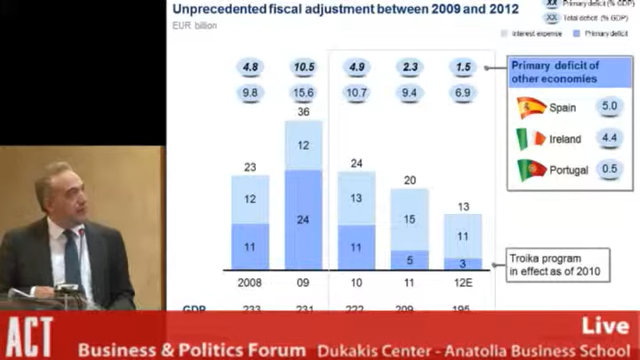 Unprecedented fiscal adjustment between 2009 and 2012
EUR billion
XX Primary deficit (% GDP)
XX Total deficit (% GDP)
Interest expense Primary deficit
4.8 10.5 4.9 2.3 1.5
9.8 15.6 10.7 9.4 6.9
Primary deficit of
other economies
Spain 5.0
Ireland 4.4
Portugal 0.5
23 36 24 20 13
12 12 13 15 11
11 24 11 5 3
2008 09 10 11 12E
Troika program
in effect as of 2010
GDP 233 231 222 209 195
Live
ACT Business & Politics Forum Dukakis Center - Anatolia Business School